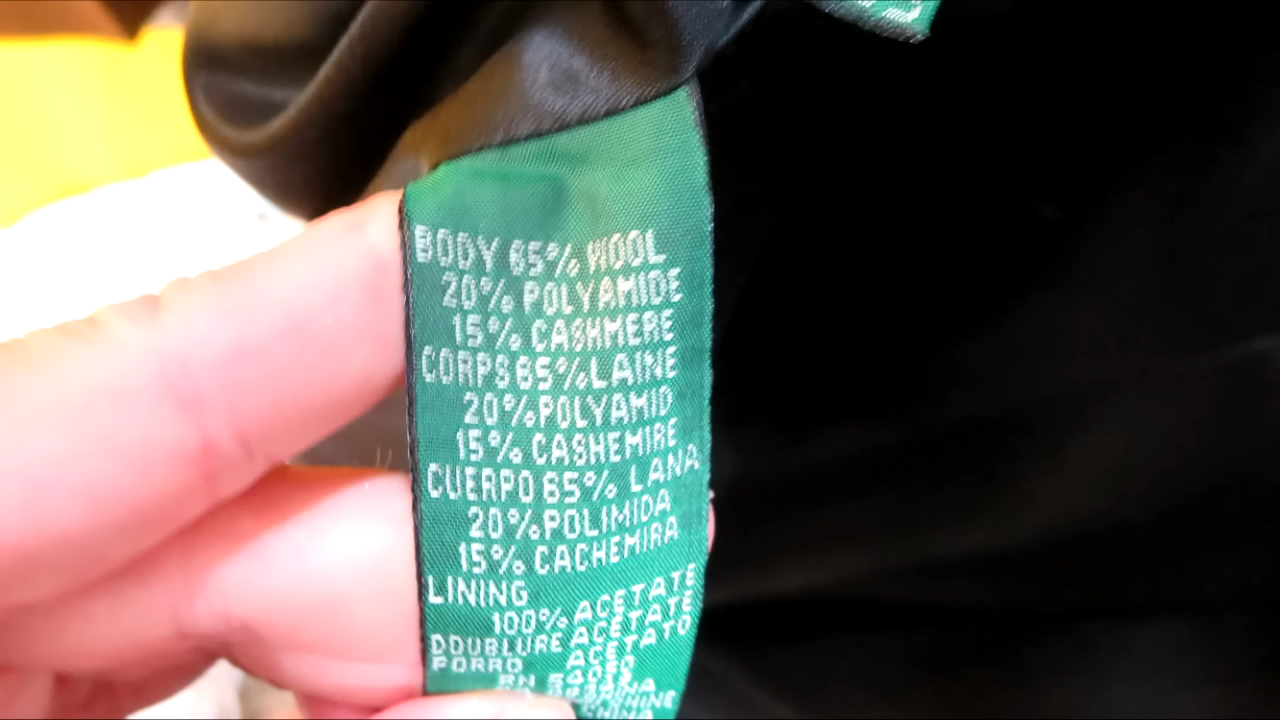 BODY 65% WOOL
20% POLYAMIDE
15% CASHMERE
CORPS 65% LAINE
20% POLYAMID
15% CASHEMIRE
CUERPO 65% LANA
20% POLIMIDA
15% CACHEMIRA
LINING
100% ACETATE
DOUBLURE ACETATE
FORRO ACETATO
RN